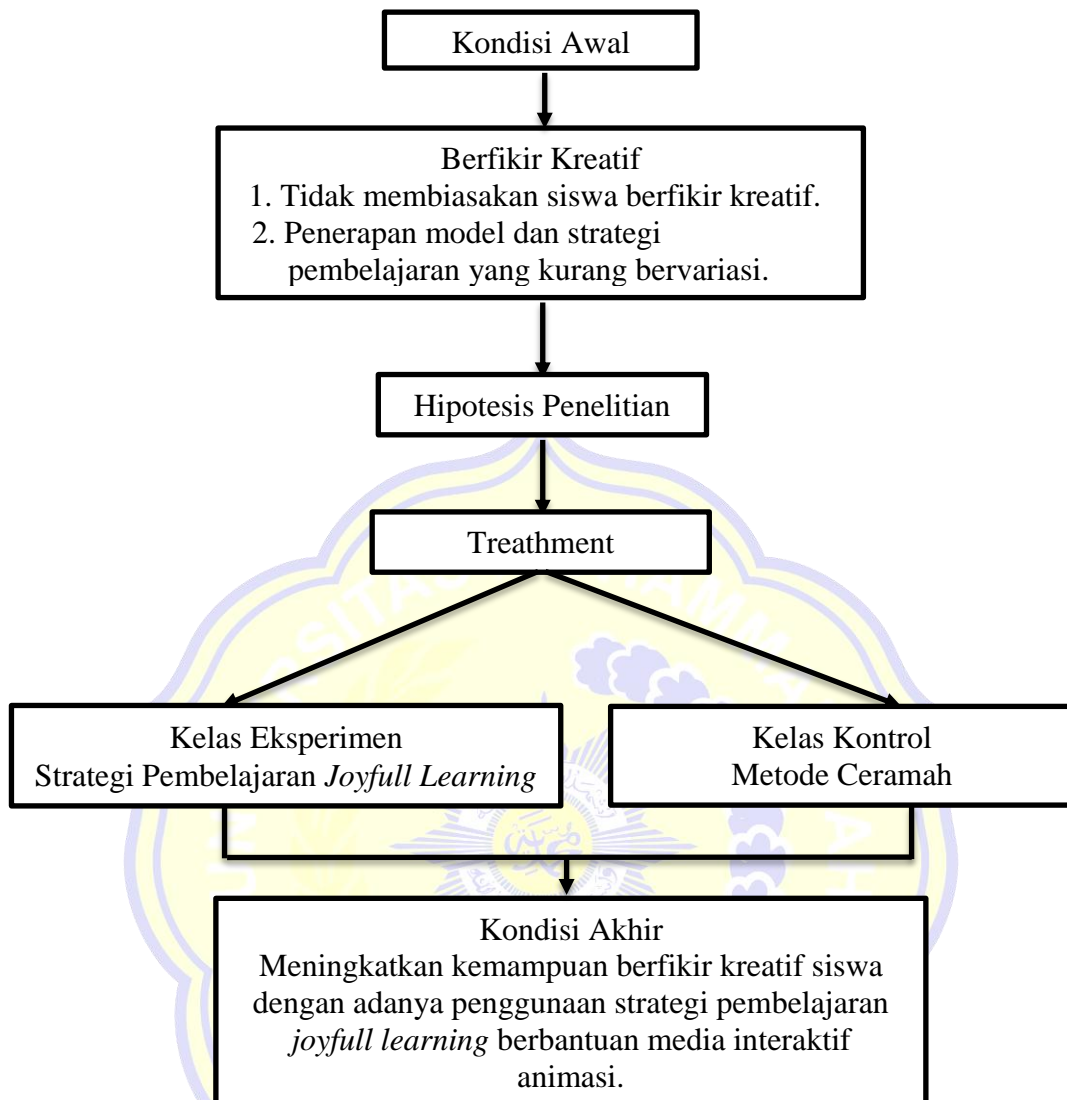 Kondisi Awal
Berfikir Kreatif
1. Tidak membiasakan siswa berfikir kreatif.
2. Penerapan model dan strategi
pembelajaran yang kurang bervariasi.
Hipotesis Penelitian
Treathment
Kelas Eksperimen
Strategi Pembelajaran Joyfull Learning
Kelas Kontrol
Metode Ceramah
Kondisi Akhir
Meningkatkan kemampuan berfikir kreatif siswa
dengan adanya penggunaan strategi pembelajaran
joyfull learning berbantuan media interaktif
animasi.